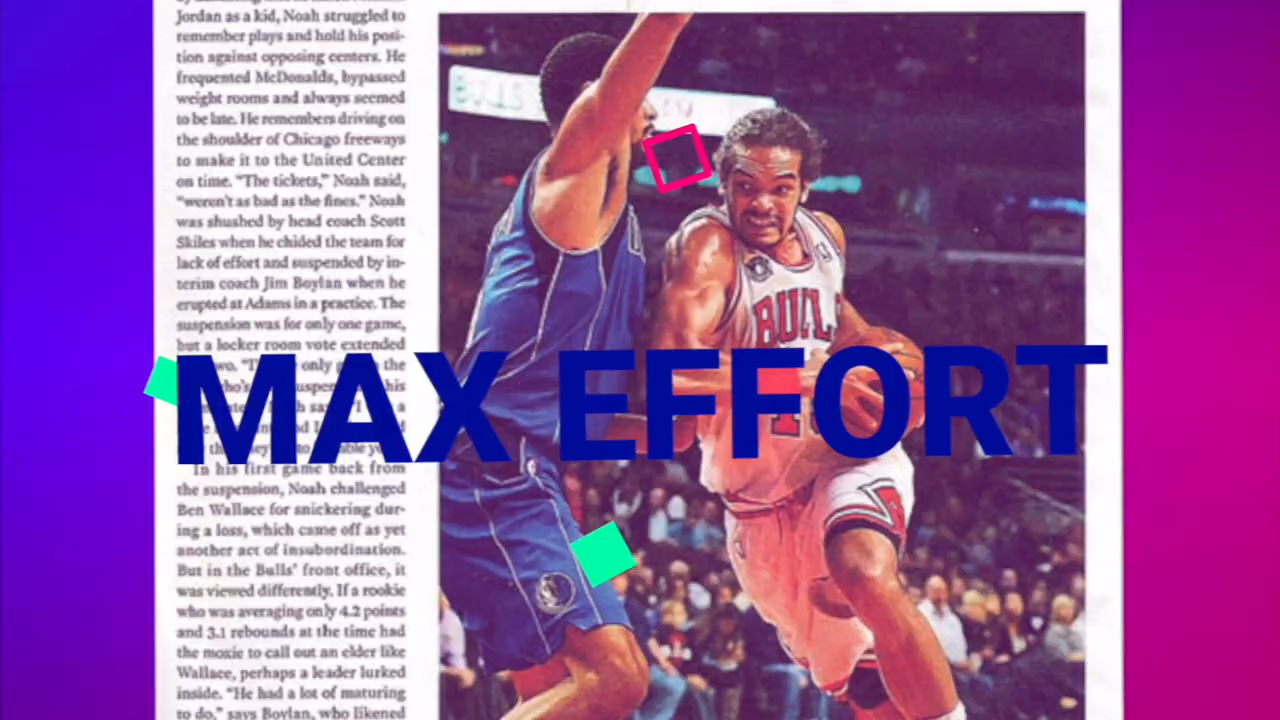 Jordan as a kid, Noah struggled to
remember plays and hold his posi-
tion against opposing centers. He
frequented McDonalds, bypassed
weight rooms and always seemed
to be late. He remembers driving on
the shoulder of Chicago freeways
to make it to the United Center
on time. “The tickets,” Noah said,
“weren't as bad as the fines.” Noah
was shushed by head coach Scott
Skiles when he chided the team for
lack of effort and suspended by in-
terim coach Jim Boylan when he
erupted at Adams in a practice. The
suspension was for only one game,
but a locker room vote extended
only the
his
a
In his first game back from
the suspension, Noah challenged
Ben Wallace for snickering dur-
ing a loss, which came off as yet
another act of insubordination.
But in the Bulls' front office, it
was viewed differently. If a rookie
who was averaging only 4.2 points
and 3.1 rebounds at the time had
the moxie to call out an elder like
Wallace, perhaps a leader lurked
inside. “He had a lot of maturing
to do,” says Boylan, who likened
BULLS
BULLS
MAX EFFORT